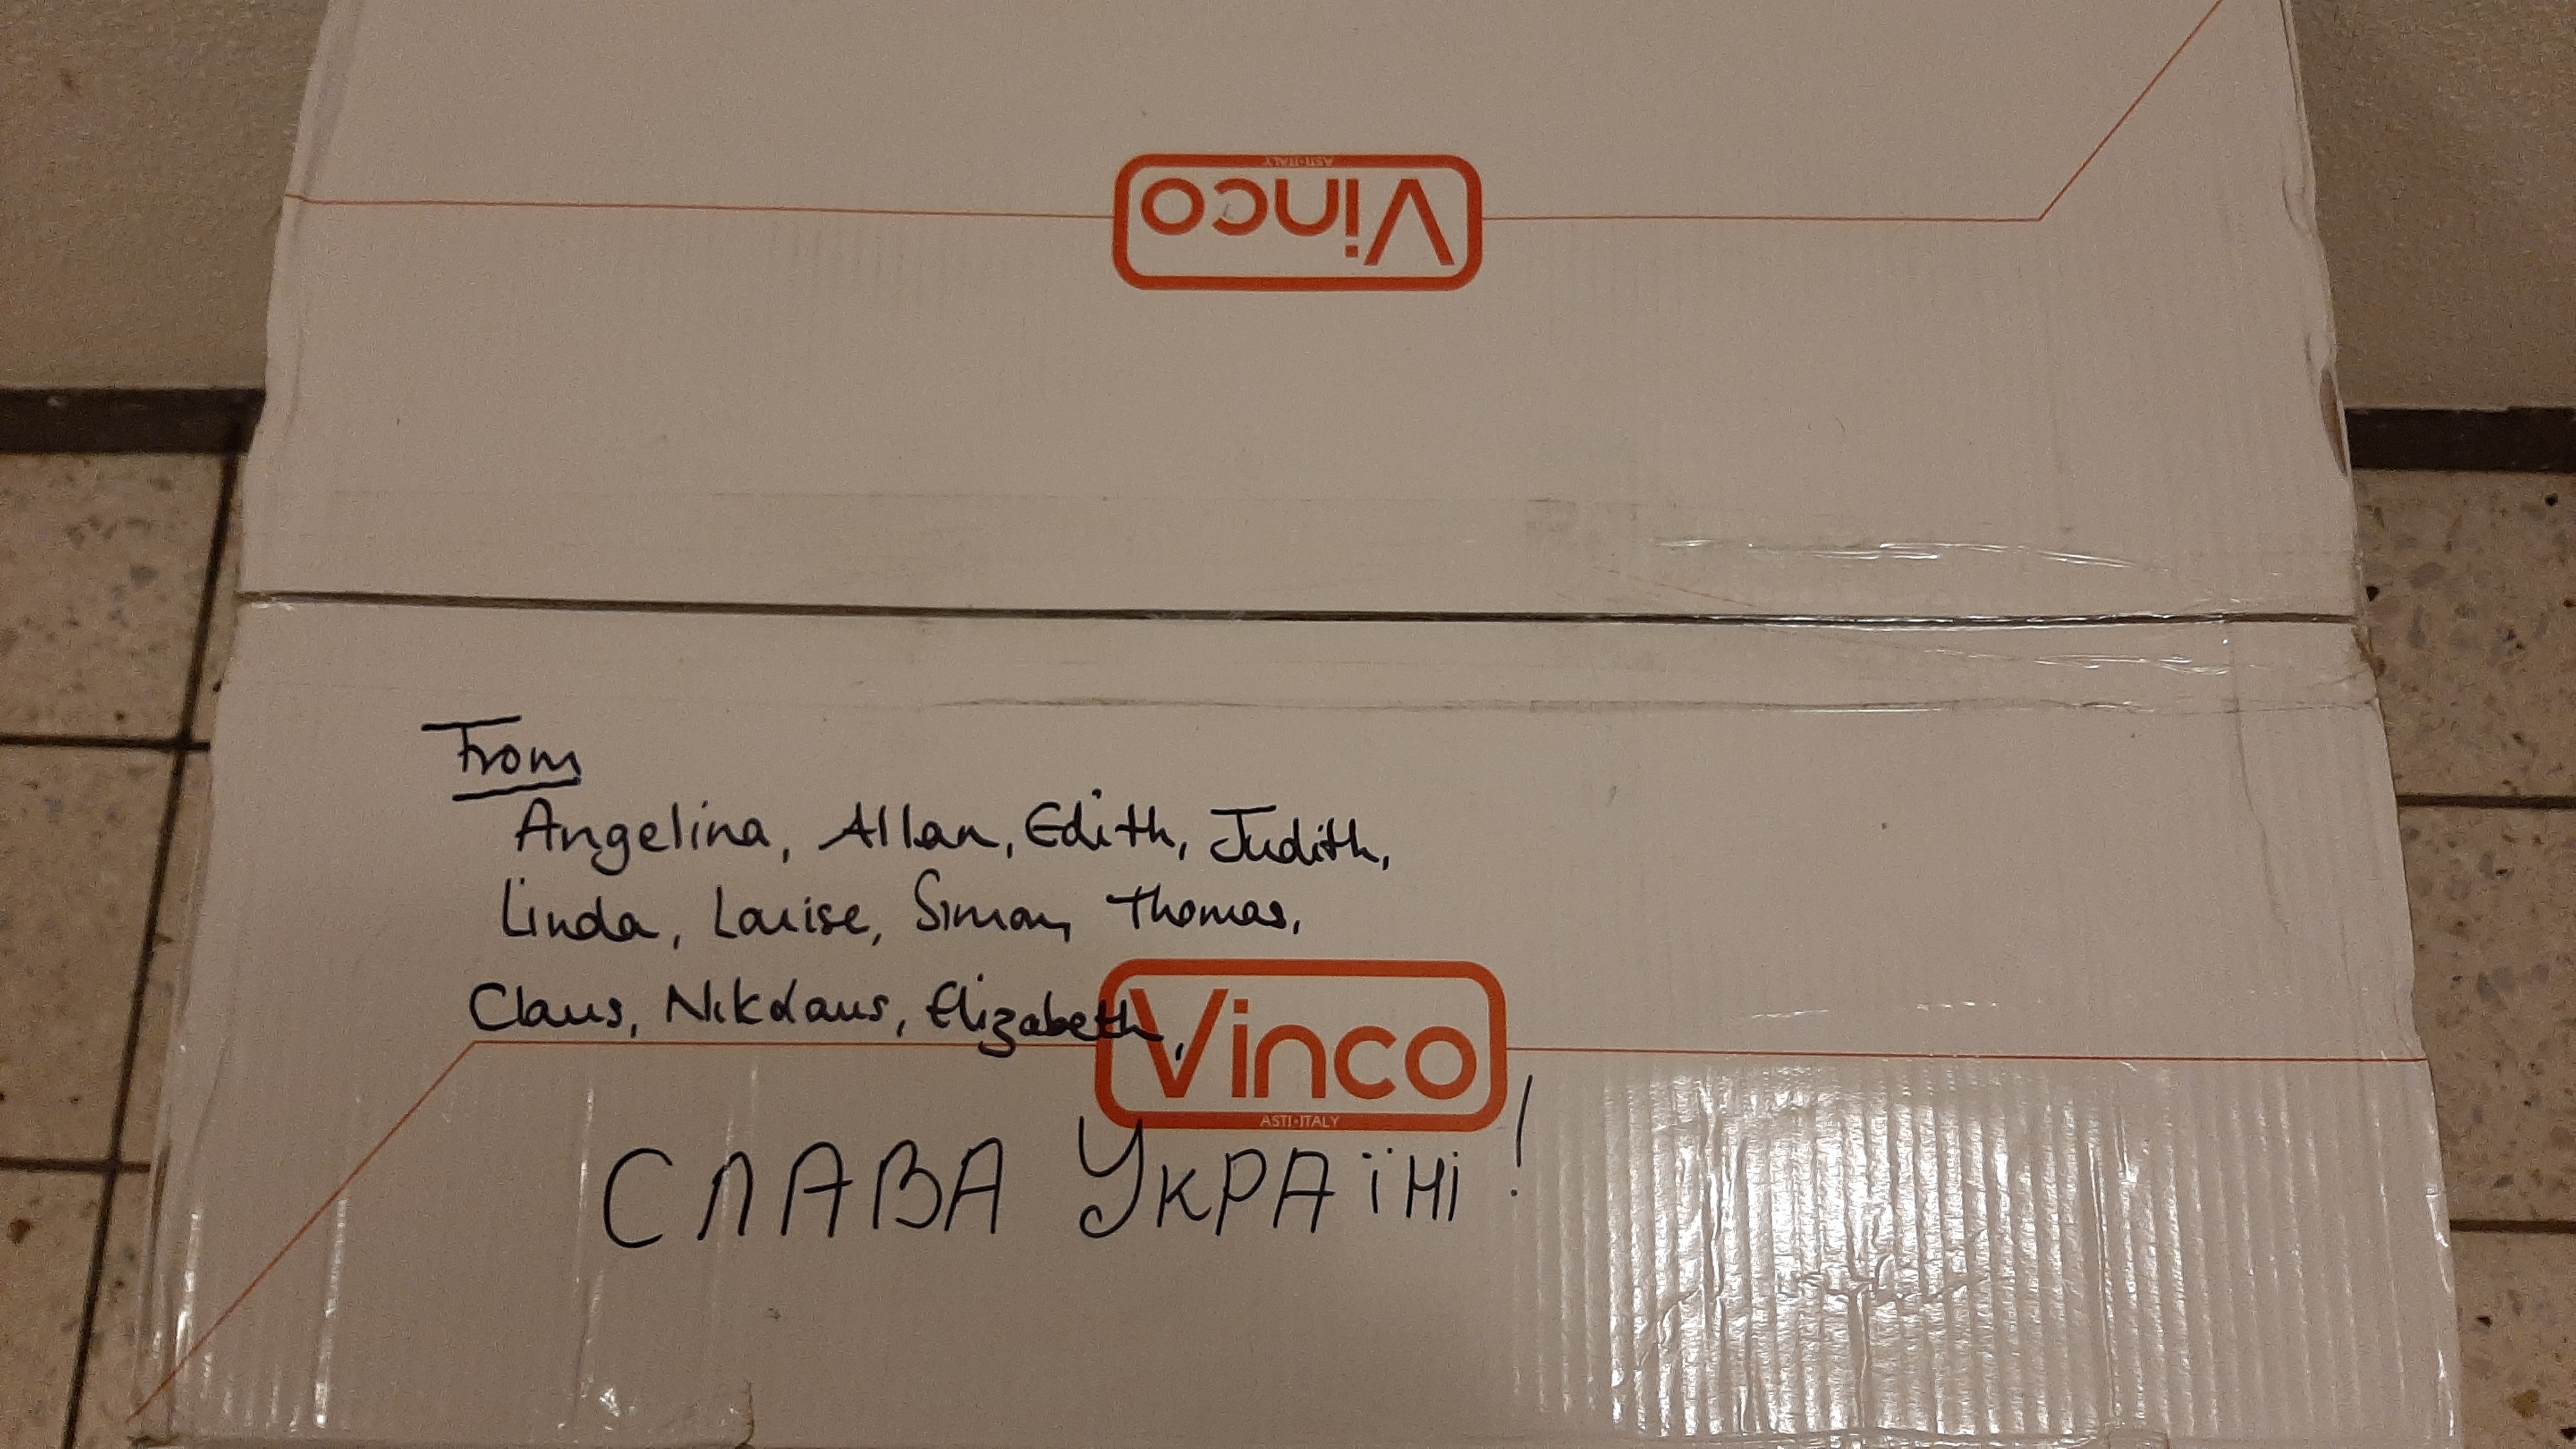 ASTI·ITALY
Vinco
From
Angelina, Allan, Edith, Judith,
Linda, Louise, Simon, Thomas,
Claus, Nikolaus, Elizabeth,
Vinco
ASTI·ITALY
СЛАВА УКРАЇНІ!